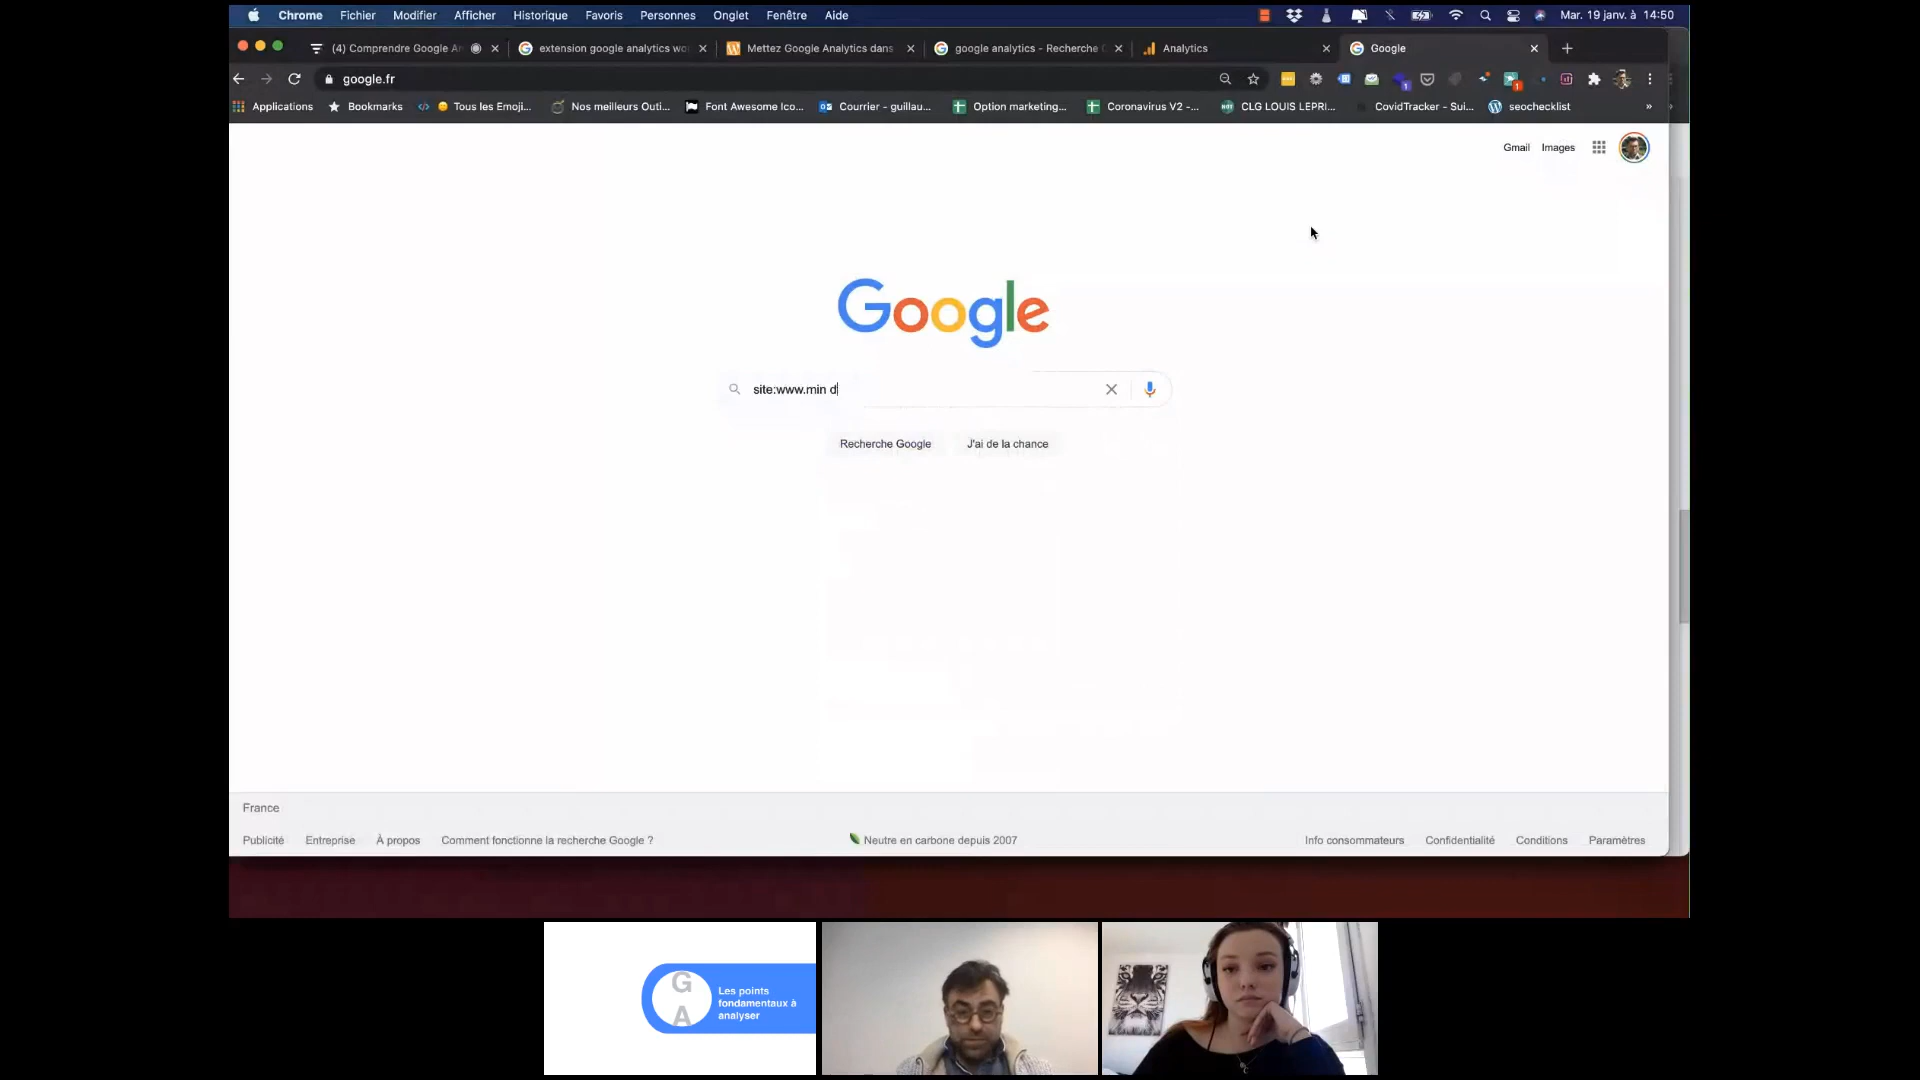 Chrome Fichier Modifier Afficher Historique Favoris Personnes Onglet Fenêtre Aide Mar. 19 janv. à 14:50
(4) Comprendre Google An extension google analytics wo Mettez Google Analytics dans google analytics - Recherche G Analytics Google
google.fr
Applications Bookmarks Tous les Emoji... Nos meilleurs Outi... Font Awesome Ico... Courrier - guillau... Option marketing... Coronavirus V2 -... CLG LOUIS LEPRI... CovidTracker - Sui... seochecklist »
Gmail Images
Google
site:www.min d
Recherche Google J'ai de la chance
France
Publicité Entreprise À propos Comment fonctionne la recherche Google ? Neutre en carbone depuis 2007 Info consommateurs Confidentialité Conditions Paramètres
G
A
Les points
fondamentaux à
analyser